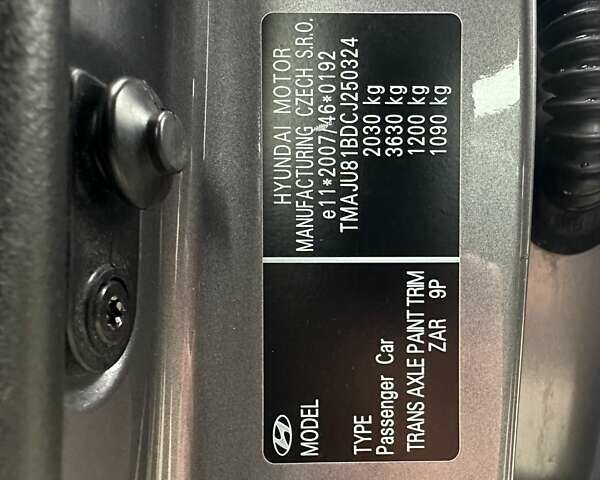 HYUNDAI MOTOR
MANUFACTURING CZECH S.R.O.
e11*2007/46*0192
TMAJU81BDCJ250324
2030 kg
3630 kg
1200 kg
1090 kg
MODEL
TYPE
Passenger Car
TRANS AXLE PAINT TRIM
ZAR 9P